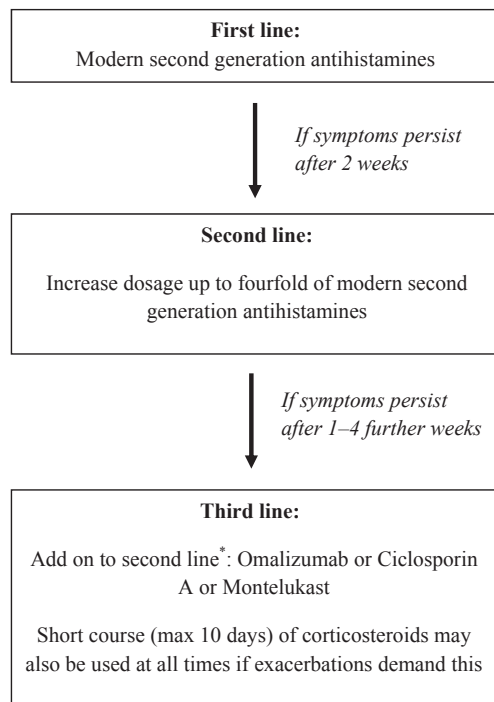 First line:
Modern second generation antihistamines
If symptoms persist
after 2 weeks
Second line:
Increase dosage up to fourfold of modern second
generation antihistamines
If symptoms persist
after 1–4 further weeks
Third line:
Add on to second line*: Omalizumab or Ciclosporin
A or Montelukast
Short course (max 10 days) of corticosteroids may
also be used at all times if exacerbations demand this